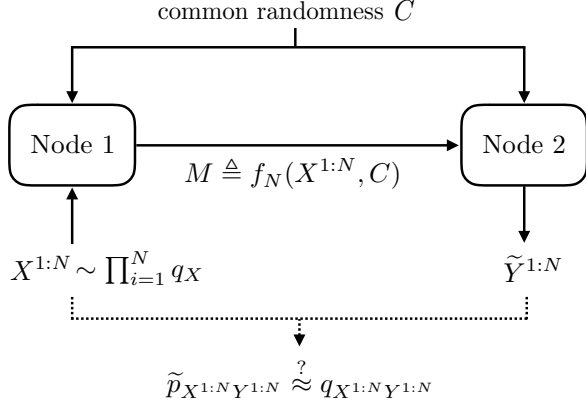 common randomness C
Node 1
Node 2
M ≜ f_N(X^{1:N}, C)
X^{1:N} ∼ ∏_{i=1}^{N} q_X
Ỹ^{1:N}
p̃_{X^{1:N}Y^{1:N}} ≈^? q_{X^{1:N}Y^{1:N}}